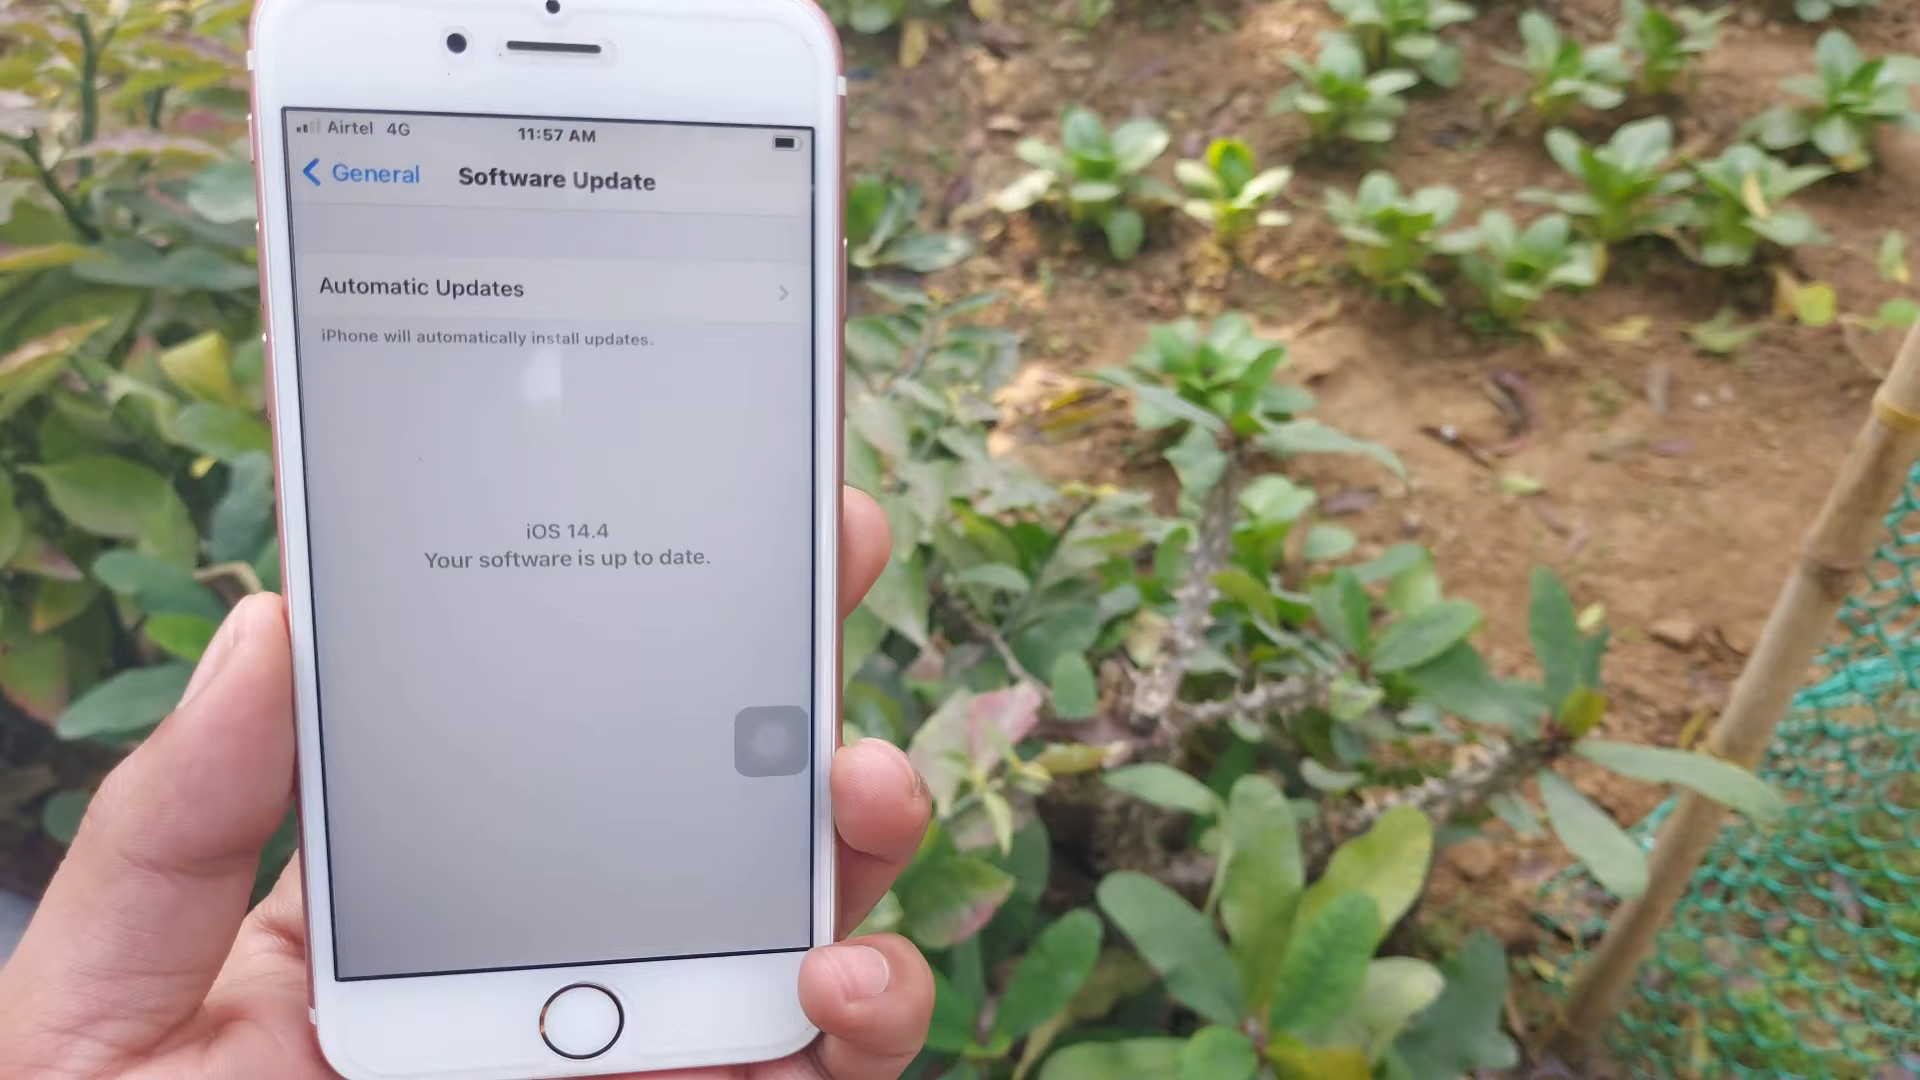 Airtel 4G 11:57 AM
General Software Update
Automatic Updates
iPhone will automatically install updates.
iOS 14.4
Your software is up to date.